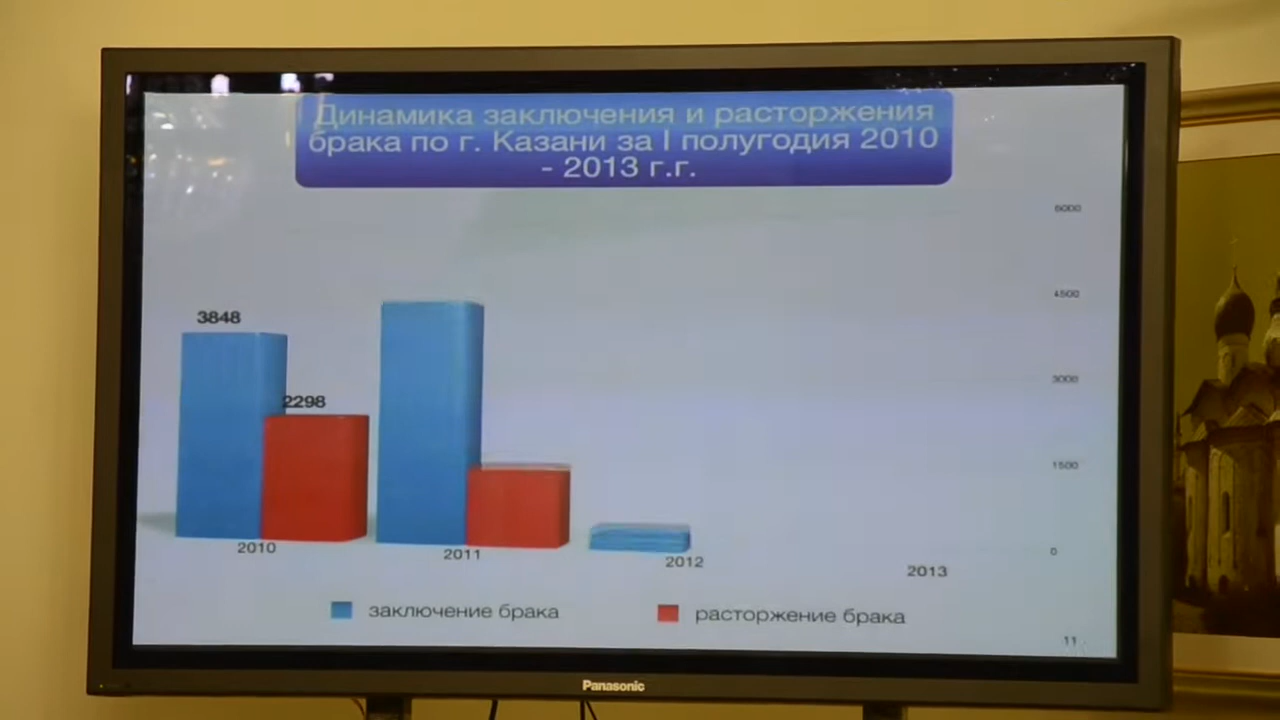 Динамика заключения и расторжения
брака по г. Казани за I полугодия 2010
- 2013 г.г.
6000
4500
3848
3000
2298
1500
0
2010
2011
2012
2013
заключение брака
расторжение брака
11
Panasonic